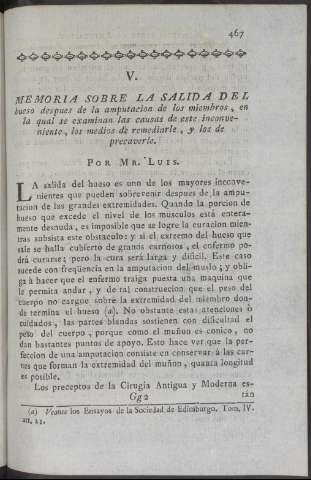 467
V.
MEMORIA SOBRE LA SALIDA DEL
hueso despues de la amputacion de los miembros, en
la qual se examinan las causas de este inconve-
niente, los medios de remediarle, y los de
precaverle.
POR MR. LUIS.
LA salida del hueso es uno de los mayores inconve-
nientes que pueden sobrevenir despues de la ampu-
tacion de las grandes extremidades. Quando la porcion de
hueso que excede el nivel de los músculos está entera-
mente desnuda, es imposible que se logre la curacion mien-
tras subsista este obstaculo: y si el extremo del hueso que
sale se halla cubierto de granos carnosos, el enfermo po-
drá curarse; pero la cura será larga y dificil. Este caso
sucede con freqüencia en la amputacion del muslo; y obli-
ga á hacer que el enfermo traiga puesta una maquina que
le permita andar, y de tal construccion que el peso del
cuerpo no cargue sobre la extremidad del miembro don-
de termina el hueso (a). No obstante estas atenciones ó
cuidados, las partes blandas sostienen con dificultad el
peso del cuerpo, porque como el muñon es conico, no
dan bastantes puntos de apoyo. Esto hace ver que la per-
feccion de una amputacion consiste en conservar á las car-
nes que forman la extremidad del muñon, quanta longitud
es posible.
Los preceptos de la Cirugía Antigua y Moderna es-
Gg 2 tán
(a) Veanse los Ensayos de la Sociedad de Edimburgo. Tom. IV.
art. 23.